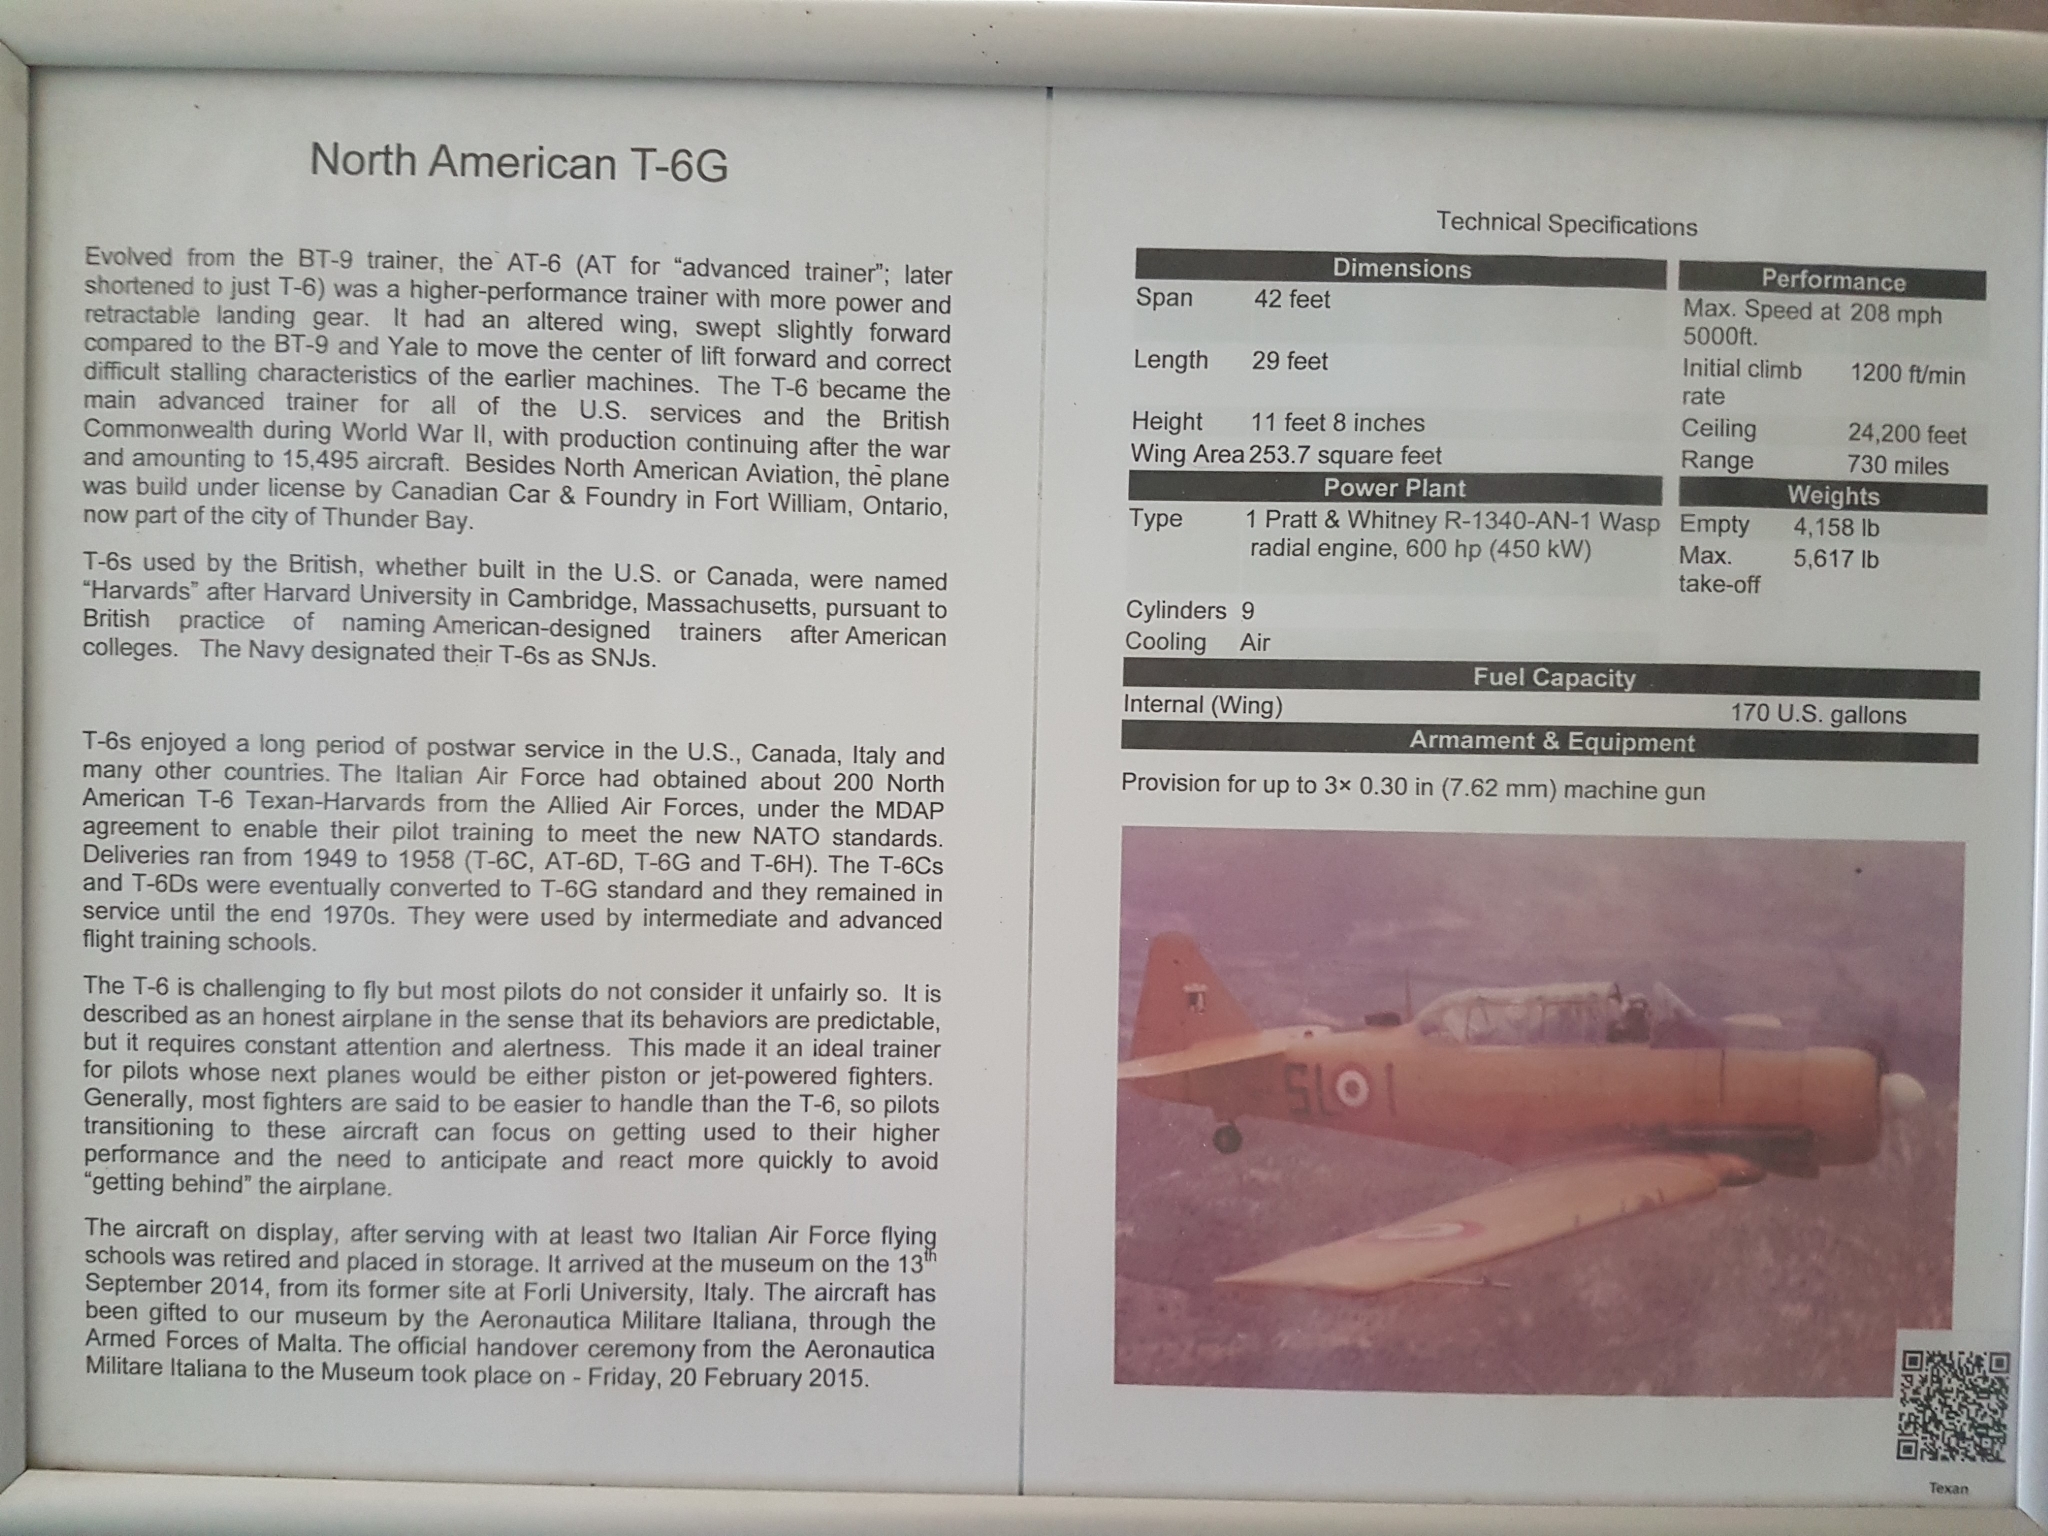 North American T-6G
Evolved from the BT-9 trainer, the AT-6 (AT for “advanced trainer”; later
shortened to just T-6) was a higher-performance trainer with more power and
retractable landing gear. It had an altered wing, swept slightly forward
compared to the BT-9 and Yale to move the center of lift forward and correct
difficult stalling characteristics of the earlier machines. The T-6 became the
main advanced trainer for all of the U.S. services and the British
Commonwealth during World War II, with production continuing after the war
and amounting to 15,495 aircraft. Besides North American Aviation, the plane
was build under license by Canadian Car & Foundry in Fort William, Ontario,
now part of the city of Thunder Bay.
T-6s used by the British, whether built in the U.S. or Canada, were named
“Harvards” after Harvard University in Cambridge, Massachusetts, pursuant to
British practice of naming American-designed trainers after American
colleges. The Navy designated their T-6s as SNJs.
T-6s enjoyed a long period of postwar service in the U.S., Canada, Italy and
many other countries. The Italian Air Force had obtained about 200 North
American T-6 Texan-Harvards from the Allied Air Forces, under the MDAP
agreement to enable their pilot training to meet the new NATO standards.
Deliveries ran from 1949 to 1958 (T-6C, AT-6D, T-6G and T-6H). The T-6Cs
and T-6Ds were eventually converted to T-6G standard and they remained in
service until the end 1970s. They were used by intermediate and advanced
flight training schools.
The T-6 is challenging to fly but most pilots do not consider it unfairly so. It is
described as an honest airplane in the sense that its behaviors are predictable,
but it requires constant attention and alertness. This made it an ideal trainer
for pilots whose next planes would be either piston or jet-powered fighters.
Generally, most fighters are said to be easier to handle than the T-6, so pilots
transitioning to these aircraft can focus on getting used to their higher
performance and the need to anticipate and react more quickly to avoid
“getting behind” the airplane.
The aircraft on display, after serving with at least two Italian Air Force flying
schools was retired and placed in storage. It arrived at the museum on the 13th
September 2014, from its former site at Forli University, Italy. The aircraft has
been gifted to our museum by the Aeronautica Militare Italiana, through the
Armed Forces of Malta. The official handover ceremony from the Aeronautica
Militare Italiana to the Museum took place on - Friday, 20 February 2015.
Technical Specifications
Dimensions
Span 42 feet
Length 29 feet
Height 11 feet 8 inches
Wing Area 253.7 square feet
Power Plant
Type 1 Pratt & Whitney R-1340-AN-1 Wasp
radial engine, 600 hp (450 kW)
Cylinders 9
Cooling Air
Performance
Max. Speed at 208 mph
5000ft.
Initial climb 1200 ft/min
rate
Ceiling 24,200 feet
Range 730 miles
Weights
Empty 4,158 lb
Max. 5,617 lb
take-off
Fuel Capacity
Internal (Wing) 170 U.S. gallons
Armament & Equipment
Provision for up to 3× 0.30 in (7.62 mm) machine gun
SL 1
Texan